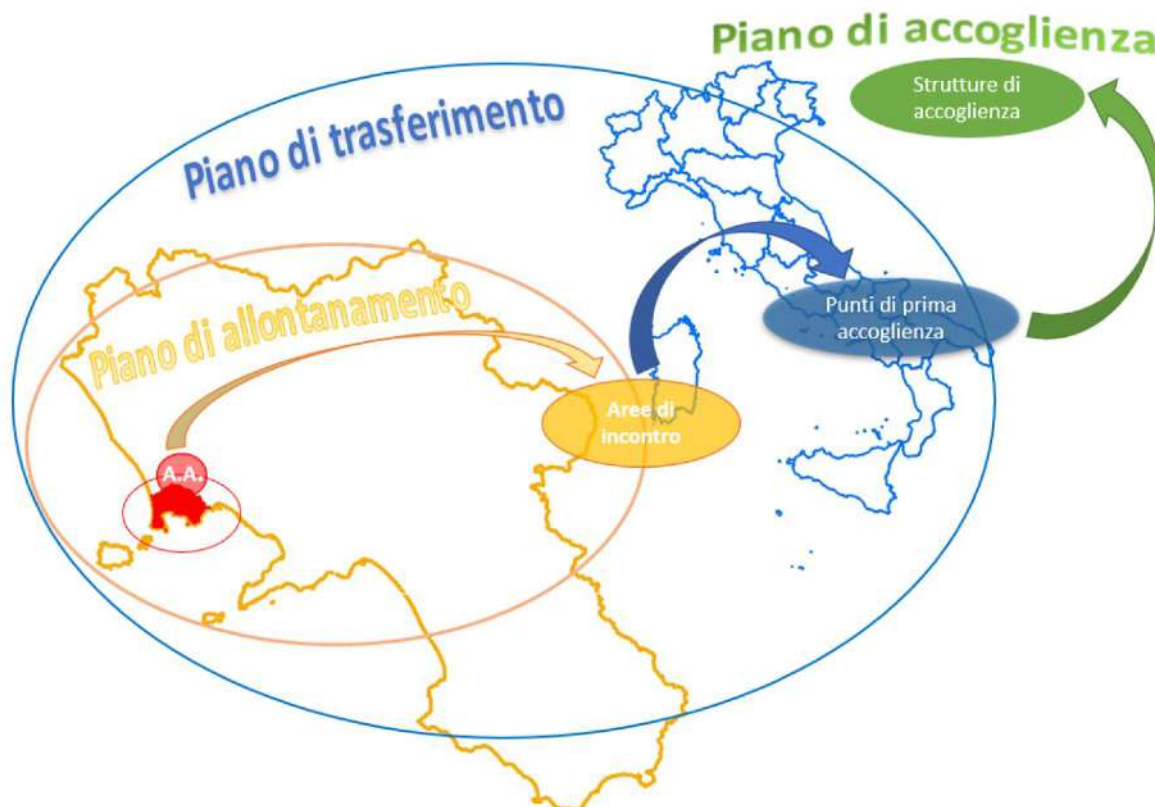 Piano di accoglienza
Strutture di
accoglienza
Piano di trasferimento
Punti di prima
accoglienza
Piano di allontanamento
Aree di
incontro
A.A.